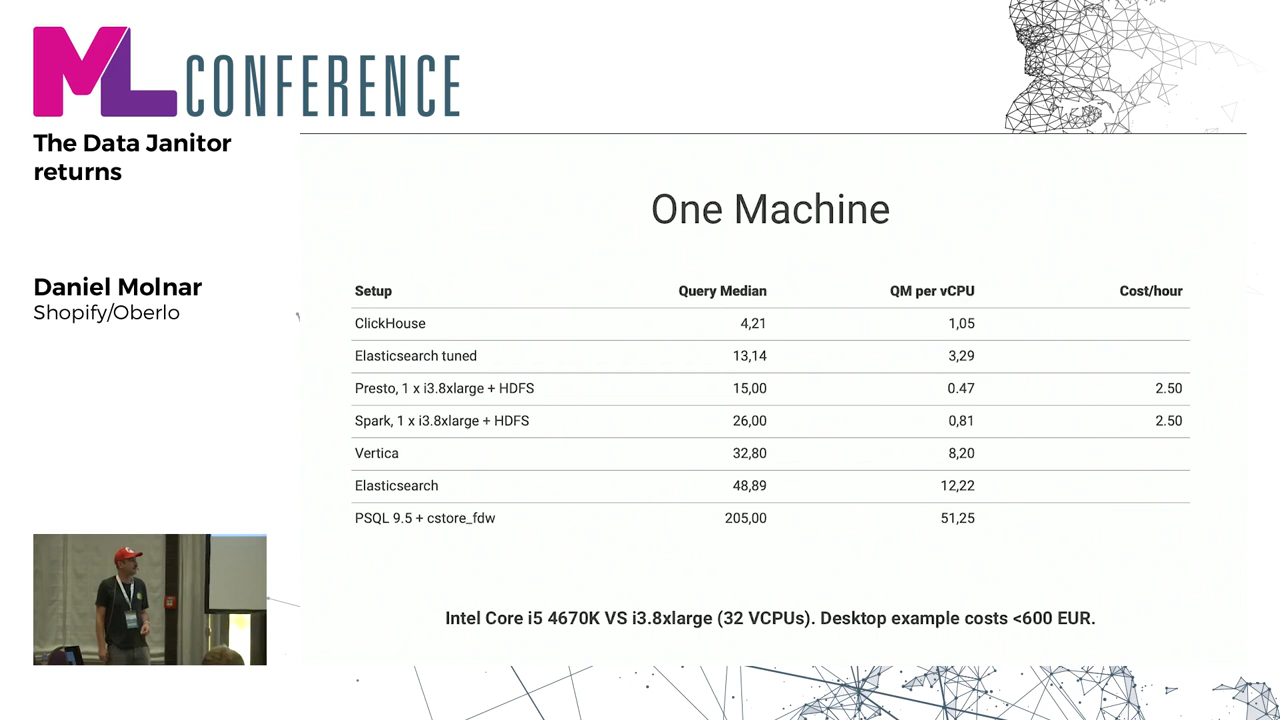 ML CONFERENCE
The Data Janitor
returns
Daniel Molnar
Shopify/Oberlo
One Machine
Setup Query Median QM per vCPU Cost/hour
ClickHouse 4,21 1,05
Elasticsearch tuned 13,14 3,29
Presto, 1 x i3.8xlarge + HDFS 15,00 0.47 2.50
Spark, 1 x i3.8xlarge + HDFS 26,00 0,81 2.50
Vertica 32,80 8,20
Elasticsearch 48,89 12,22
PSQL 9.5 + cstore_fdw 205,00 51,25
Intel Core i5 4670K VS i3.8xlarge (32 VCPUs). Desktop example costs <600 EUR.